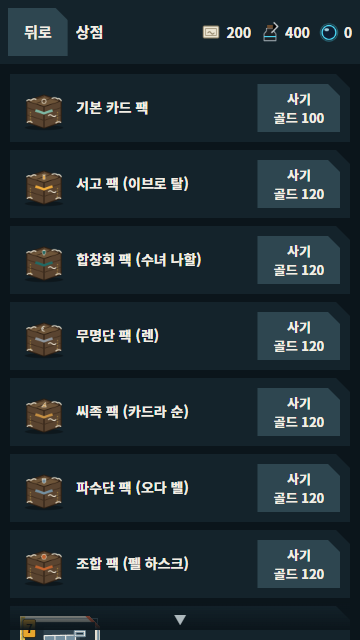 뒤로
상점
200
400
0
기본 카드 팩
사기
골드 100
서고 팩 (이브로 탈)
사기
골드 120
합창회 팩 (수녀 나할)
사기
골드 120
무명단 팩 (렌)
사기
골드 120
씨족 팩 (카드라 순)
사기
골드 120
파수단 팩 (오다 벨)
사기
골드 120
조합 팩 (펠 하스크)
사기
골드 120